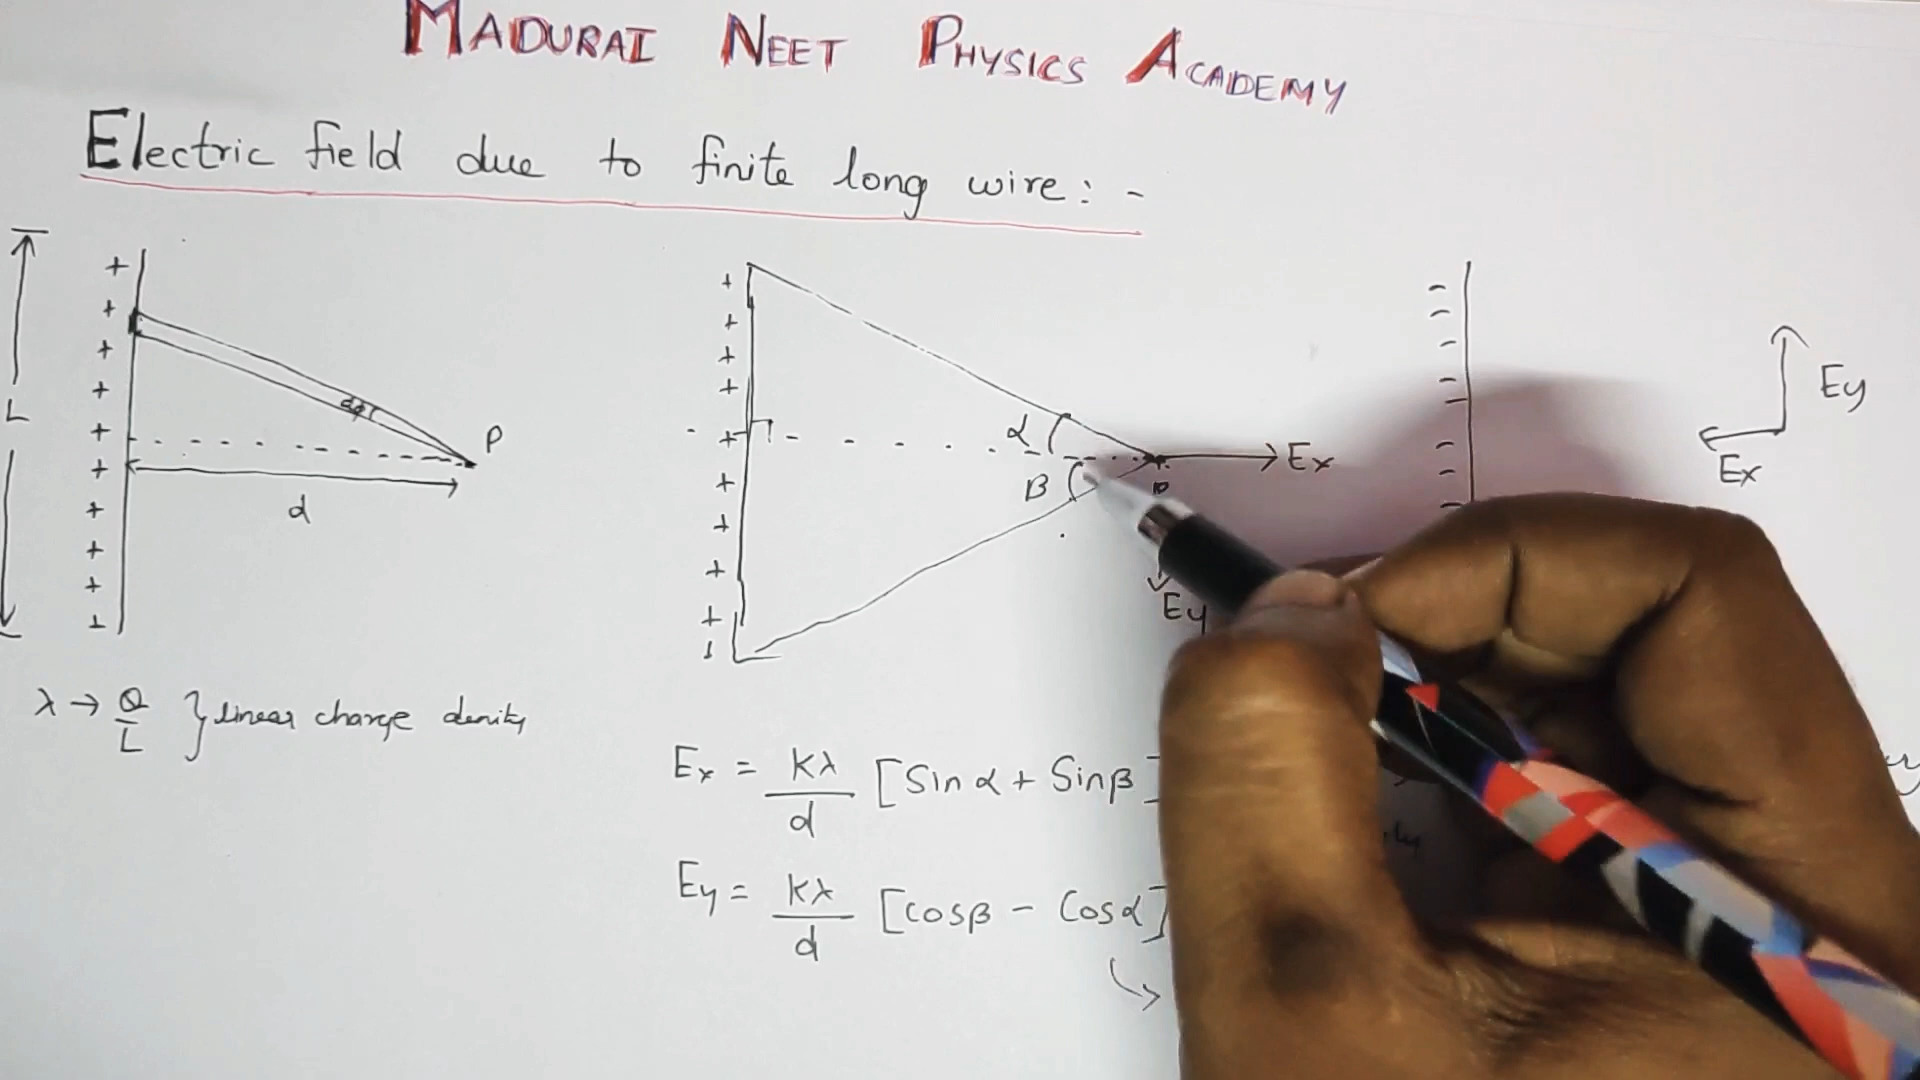 MADURAI NEET PHYSICS ACADEMY
Electric field due to finite long wire: -
L
P
d
λ → Q/L } linear charge density
α
β
Ex
P
Ey
Ey
Ex
Ex = Kλ/d [Sin α + Sin β]
Ey = Kλ/d [cos β - Cos α]